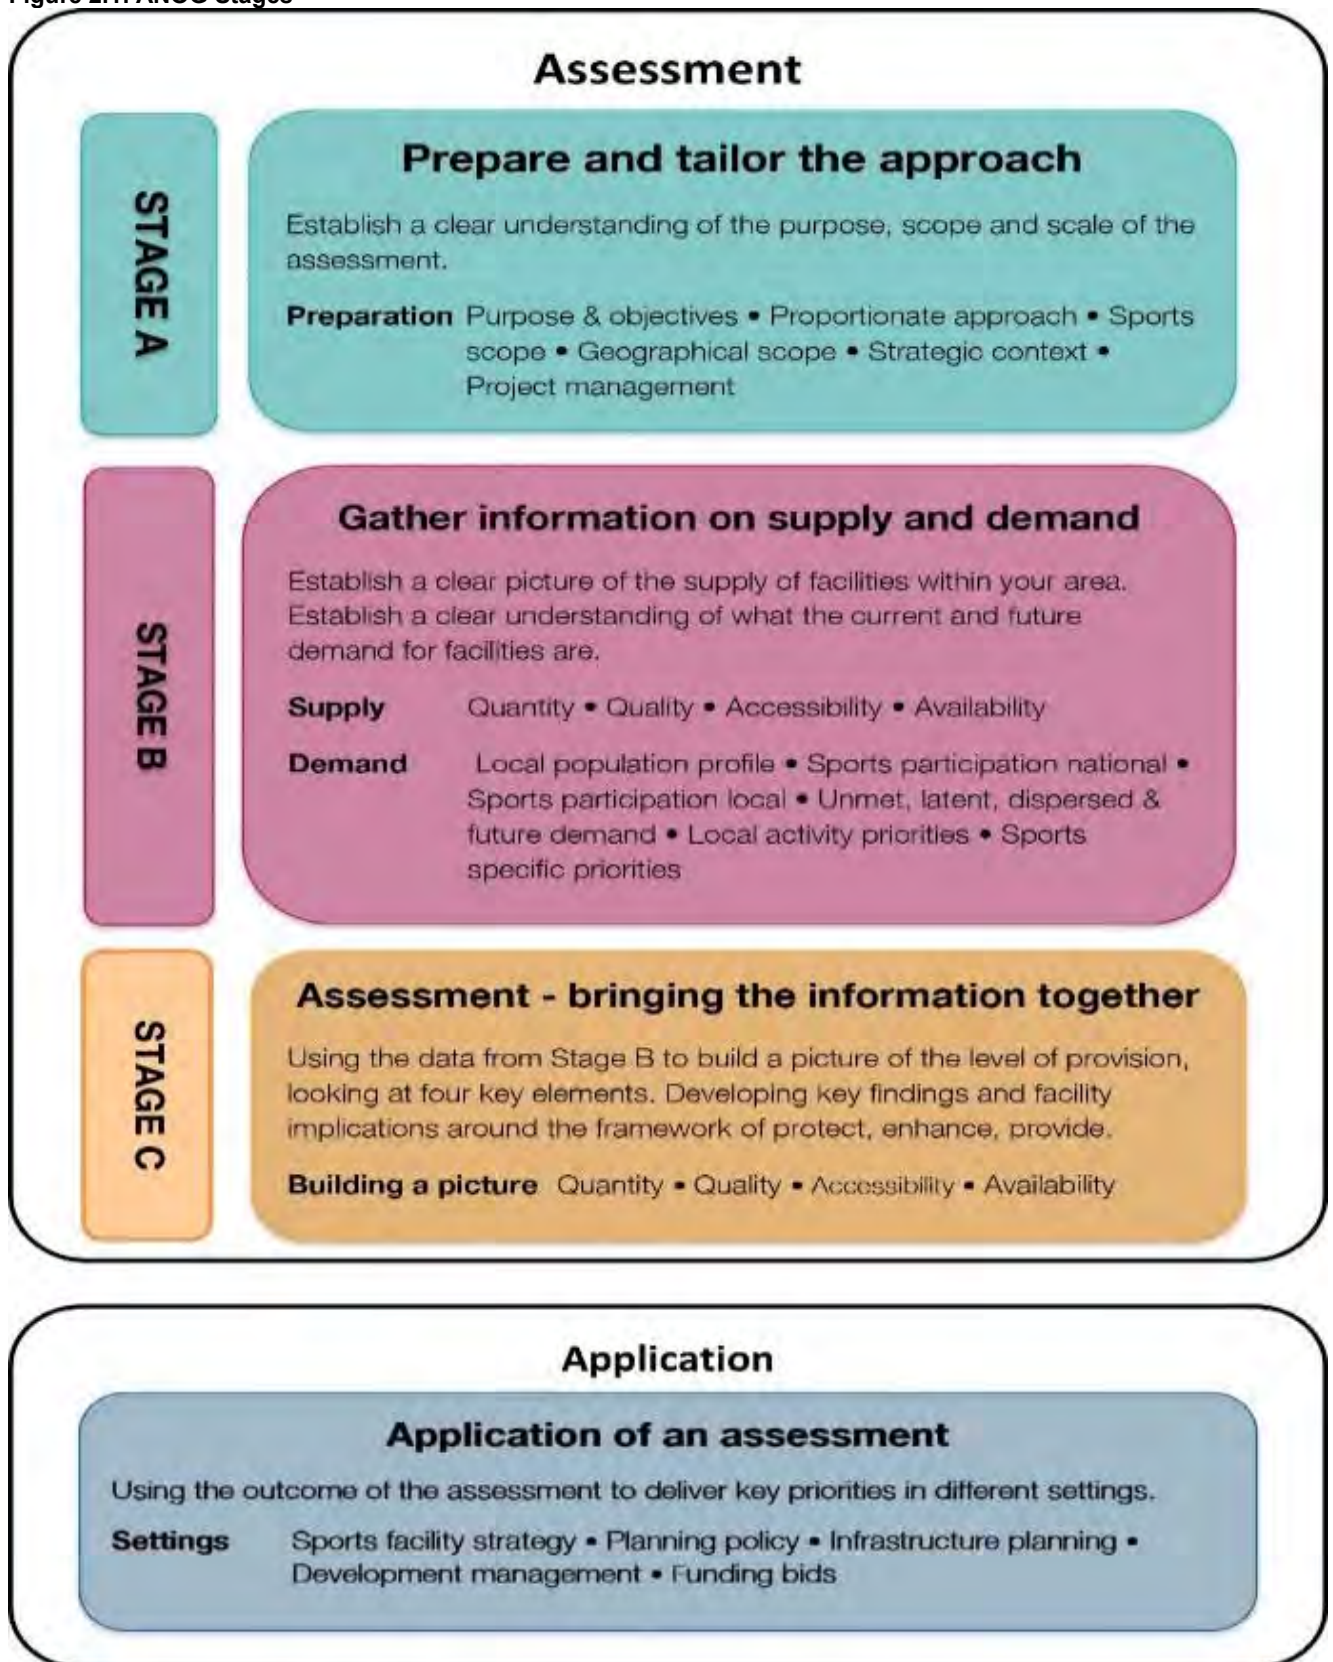 Assessment
STAGE A
Prepare and tailor the approach
Establish a clear understanding of the purpose, scope and scale of the
assessment.
Preparation Purpose & objectives • Proportionate approach • Sports
scope • Geographical scope • Strategic context •
Project management
STAGE B
Gather information on supply and demand
Establish a clear picture of the supply of facilities within your area.
Establish a clear understanding of what the current and future
demand for facilities are.
Supply Quantity • Quality • Accessibility • Availability
Demand Local population profile • Sports participation national •
Sports participation local • Unmet, latent, dispersed &
future demand • Local activity priorities • Sports
specific priorities
STAGE C
Assessment - bringing the information together
Using the data from Stage B to build a picture of the level of provision,
looking at four key elements. Developing key findings and facility
implications around the framework of protect, enhance, provide.
Building a picture Quantity • Quality • Accessibility • Availability
Application
Application of an assessment
Using the outcome of the assessment to deliver key priorities in different settings.
Settings Sports facility strategy • Planning policy • Infrastructure planning •
Development management • Funding bids